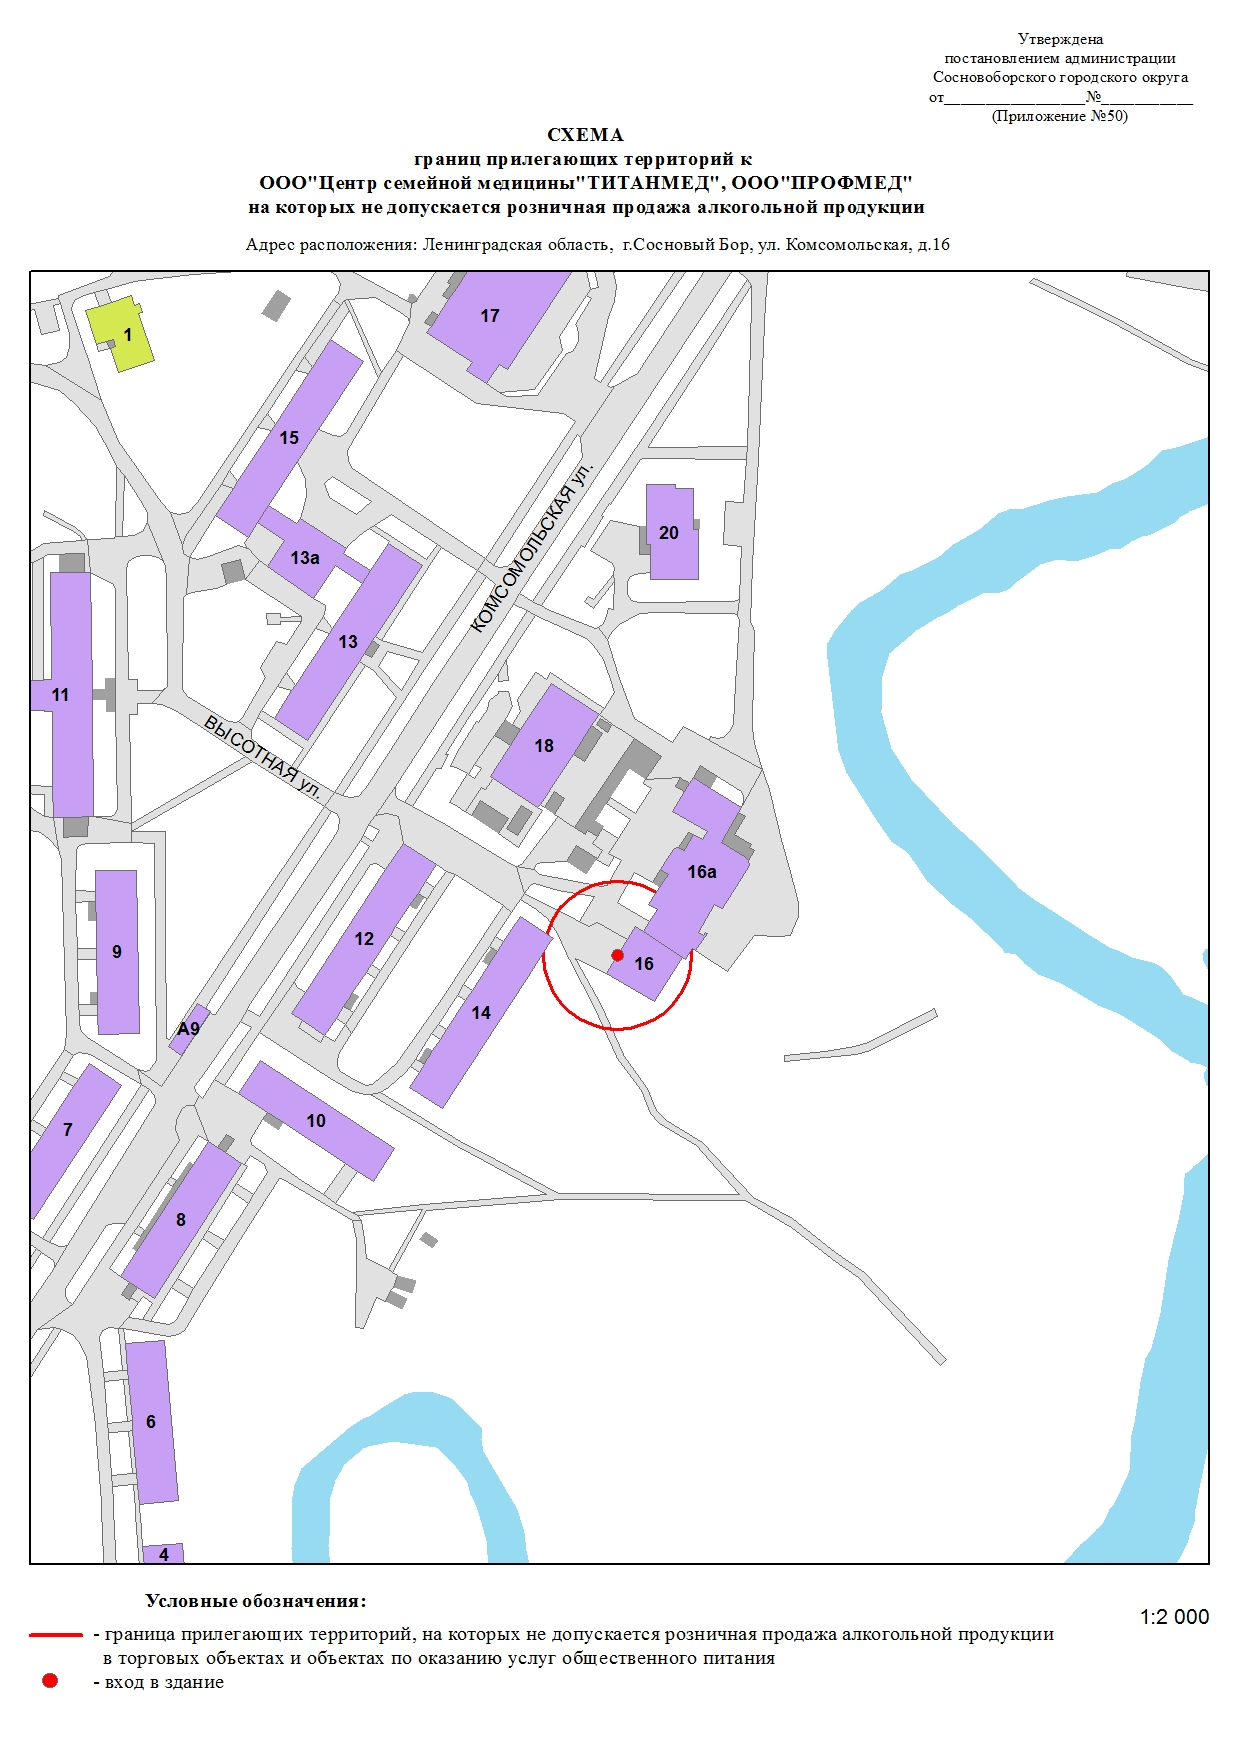 Утверждена
постановлением администрации
Сосновоборского городского округа
от_________________№___________
(Приложение №50)
СХЕМА
границ прилегающих территорий к
ООО"Центр семейной медицины"ТИТАНМЕД", ООО"ПРОФМЕД"
на которых не допускается розничная продажа алкогольной продукции
Адрес расположения: Ленинградская область, г.Сосновый Бор, ул. Комсомольская, д.16
1
17
15
КОМСОМОЛЬСКАЯ ул.
20
13а
13
11
ВЫСОТНАЯ ул.
18
16а
12
9
16
14
А9
10
7
8
6
4
Условные обозначения:
1:2 000
- граница прилегающих территорий, на которых не допускается розничная продажа алкогольной продукции
в торговых объектах и объектах по оказанию услуг общественного питания
- вход в здание